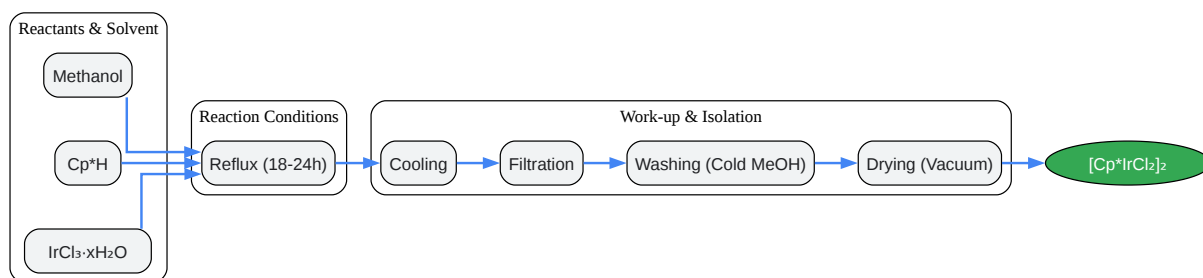 Reactants & Solvent
Methanol
Cp*H
IrCl₃·xH₂O
Reaction Conditions
Reflux (18-24h)
Work-up & Isolation
Cooling
Filtration
Washing (Cold MeOH)
Drying (Vacuum)
[Cp*IrCl₂]₂